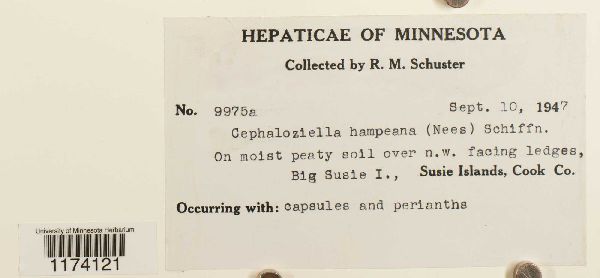 HEPATICAE OF MINNESOTA
Collected by R. M. Schuster
No. 9975a Sept. 10, 1947
Cephaloziella hampeana (Nees) Schiffn.
On moist peaty soil over n.w. facing ledges,
Big Susie I., Susie Islands, Cook Co.
Occurring with: capsules and perianths
University of Minnesota Herbarium
1174121